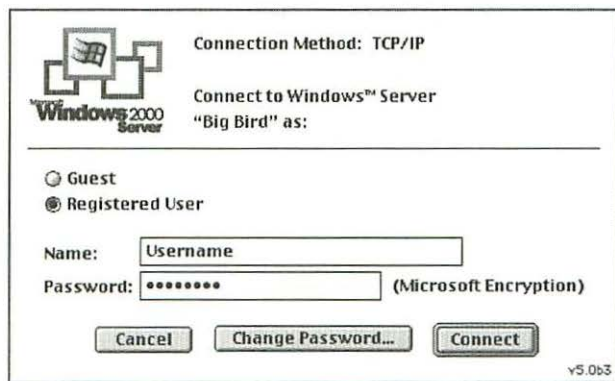 Connection Method: TCP/IP
Microsoft
Windows 2000
Server
Connect to Windows™ Server
"Big Bird" as:
Guest
Registered User
Name: Username
Password: •••••••• (Microsoft Encryption)
Cancel Change Password... Connect
v5.0b3